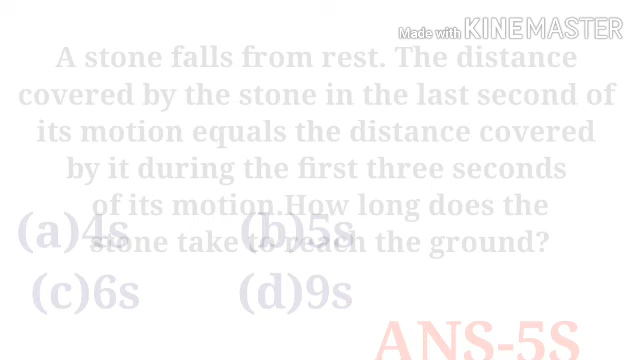 Made with KINEMASTER
A stone falls from rest. The distance
covered by the stone in the last second of
its motion equals the distance covered
by it during the first three seconds
of its motion.How long does the
stone take to reach the ground?
(a)4s (b)5s
(c)6s (d)9s
ANS-5S